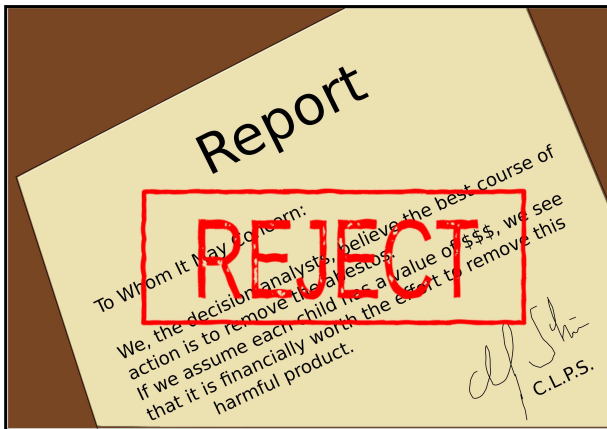 Report
To Whom It May Concern:
We, the decision analysts, believe the best course of
action is to remove the abestos.
If we assume each child has a value of $$$, we see
that it is financially worth the effort to remove this
harmful product.
REJECT
C.L.P.S.